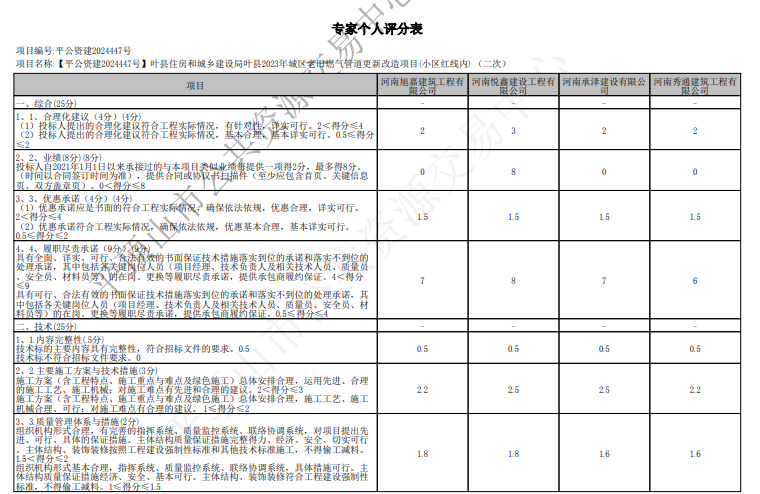 专家个人评分表
项目编号:平公资建2024447号
项目名称:【平公资建2024447号】叶县住房和城乡建设局叶县2023年城区老旧燃气管道更新改造项目(小区红线内) (二次)
项目 河南旭嘉建筑工程有限公司 河南悦鑫建设工程有限公司 河南承泽建设有限公司 河南秀通建筑工程有限公司
一、综合(25分) - - - -
1、1、合理化建议（4分）(4分)
（1）投标人提出的合理化建议符合工程实际情况，有针对性，详实可行。2＜得分≤4
（2）投标人提出的合理化建议符合工程实际情况，基本合理，基本详实可行。0.5≤得分
≤2
2 3 2 2
2、2、业绩(8分)(8分)
投标人自2021年1月1日以来承接过的与本项目类似业绩每提供一项得2分，最多得8分。
（时间以合同签订时间为准），提供合同或协议书扫描件（至少应包含首页、关键信息
页、双方盖章页）。0＜得分≤8
0 8 0 0
3、3、优惠承诺（4分）(4分)
（1）优惠承诺应是书面的符合工程实际情况，确保依法依规，优惠合理，详实可行。
2＜得分≤4
（2）优惠承诺符合工程实际情况，确保依法依规，优惠基本合理，基本详实可行。
0.5≤得分≤2
1.5 1.5 1.5 1.5
4、4、履职尽责承诺（9分）(9分)
具有全面、详实、可行、合法有效的书面保证技术措施落实到位的承诺和落实不到位的
处理承诺，其中包括各关键岗位人员（项目经理、技术负责人及相关技术人员、质量员
、安全员、材料员等）的在岗、更换等履职尽责承诺，提供承包商履约保证。4＜得分
≤9
具有可行、合法有效的书面保证技术措施落实到位的承诺和落实不到位的处理承诺，其
中包括各关键岗位人员（项目经理、技术负责人及相关技术人员、质量员、安全员、材
料员等）的在岗、更换等履职尽责承诺，提供承包商履约保证。0.5≤得分≤4
7 8 7 6
二、技术(25分) - - - -
1、1.内容完整性(.5分)
技术标的主要内容具有完整性，符合招标文件的要求。0.5
技术标不符合招标文件要求。0
0.5 0.5 0.5 0.5
2、2.主要施工方案与技术措施(3分)
施工方案（含工程特点、施工重点与难点及绿色施工）总体安排合理，运用先进、合理
的施工工艺、施工机械；对施工难点有先进和合理的建议。2＜得分≤3
施工方案（含工程特点、施工重点与难点及绿色施工）总体安排合理，施工工艺、施工
机械合理、可行；对施工难点有合理的建议。 1≤得分≤2
2.2 2.5 2.5 2.2
3、3.质量管理体系与措施(2分)
组织机构形式合理，有完善的指挥系统、质量监控系统、联络协调系统，对项目提出先
进、可行、具体的保证措施。主体结构质量保证措施完整得力、经济、安全、切实可行
。主体结构、装饰装修按照工程建设强制性标准和其他技术标准施工，不得偷工减料。
1.5＜得分≤2
组织机构形式基本合理，指挥系统、质量监控系统、联络协调系统，具体措施可行。主
体结构质量保证措施经济、安全、基本可行。主体结构、装饰装修符合工程建设强制性
标准，不得偷工减料。1≤得分≤1.5
1.8 1.8 1.6 1.6